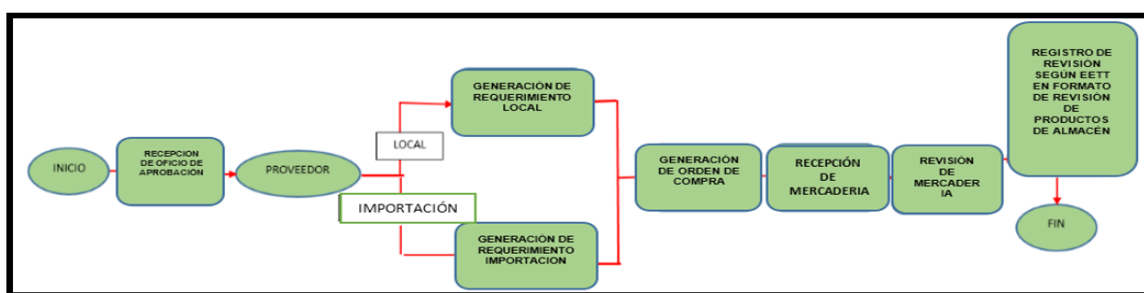 INICIO
RECEPCION
DE OFICIO DE
APROBACIÓN
PROVEEDOR
LOCAL
IMPORTACIÓN
GENERACIÓN DE
REQUERIMIENTO
LOCAL
GENERACIÓN DE
REQUERIMIENTO
IMPORTACION
GENERACIÓN
DE ORDEN DE
COMPRA
RECEPCIÓN
DE
MERCADERIA
REVISIÓN
DE
MERCADER
IA
REGISTRO DE
REVISIÓN
SEGÚN EETT
EN FORMATO
DE REVISIÓN
DE
PRODUCTOS
DE ALMACÉN
FIN